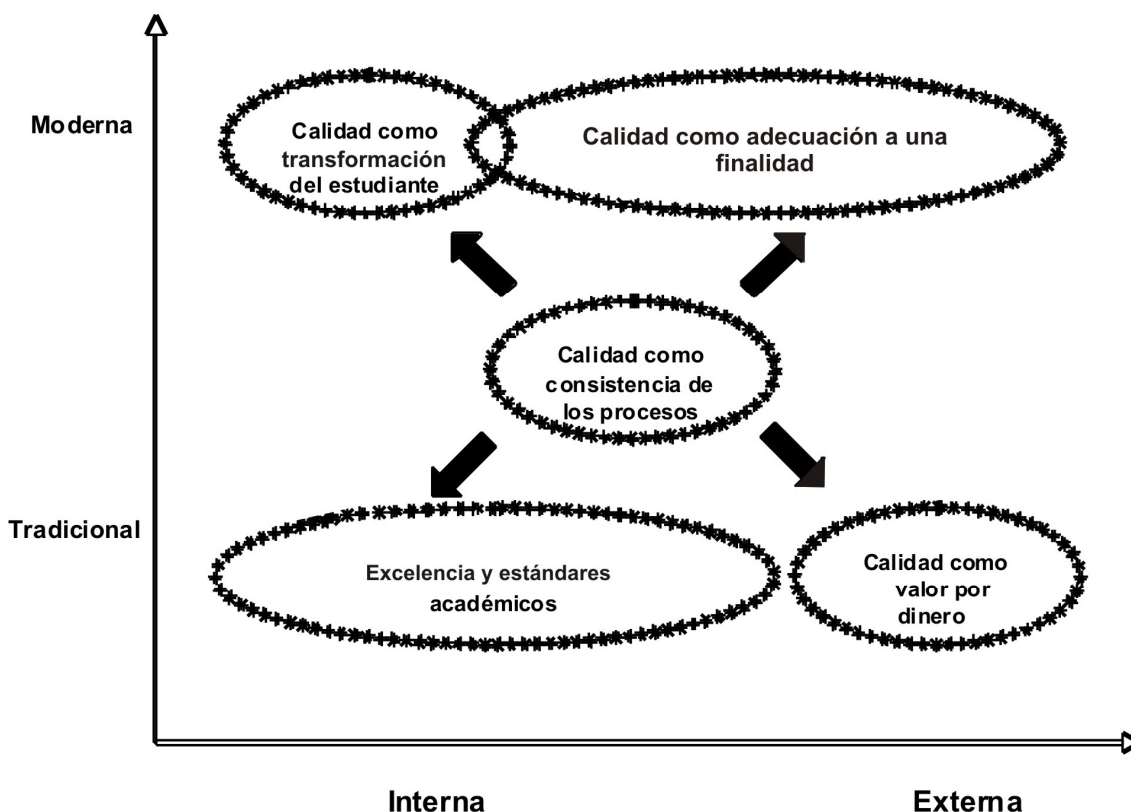 Moderna
Calidad como
transformación
del estudiante
Calidad como adecuación a una
finalidad
Calidad como
consistencia de
los procesos
Tradicional
Excelencia y estándares
académicos
Calidad como
valor por
dinero
Interna
Externa